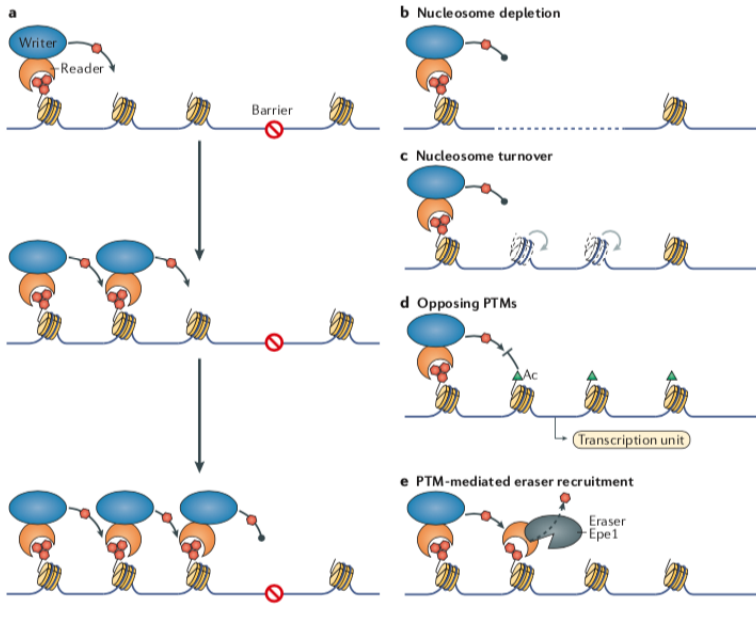 a
Writer
Reader
Barrier
b Nucleosome depletion
c Nucleosome turnover
d Opposing PTMs
Ac
Transcription unit
e PTM-mediated eraser recruitment
Eraser
Epe1